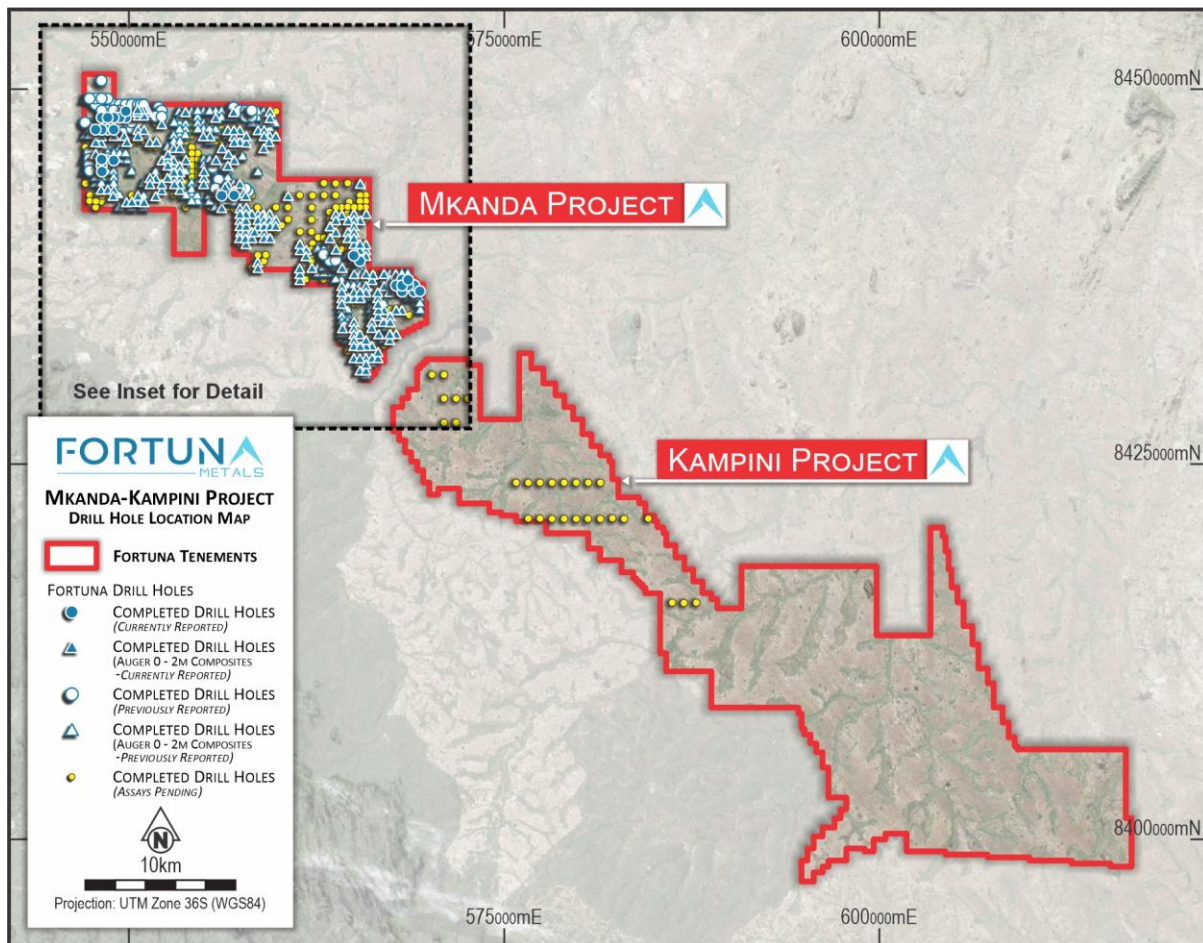 550000mE
575000mE
600000mE
8450000mN
MKANDA PROJECT
See Inset for Detail
KAMPINI PROJECT
8425000mN
FORTUNA
METALS
MKANDA-KAMPINI PROJECT
DRILL HOLE LOCATION MAP
FORTUNA TENEMENTS
FORTUNA DRILL HOLES
COMPLETED DRILL HOLES
(CURRENTLY REPORTED)
COMPLETED DRILL HOLES
(AUGER 0 - 2M COMPOSITES
-CURRENTLY REPORTED)
COMPLETED DRILL HOLES
(PREVIOUSLY REPORTED)
COMPLETED DRILL HOLES
(AUGER 0 - 2M COMPOSITES
-PREVIOUSLY REPORTED)
COMPLETED DRILL HOLES
(ASSAYS PENDING)
N
10km
Projection: UTM Zone 36S (WGS84)
8400000mN
575000mE
600000mE